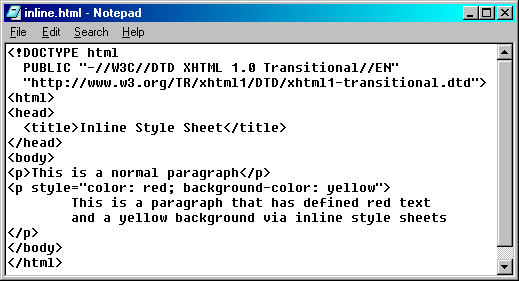 inline.html - Notepad
File Edit Search Help
<!DOCTYPE html
  PUBLIC "-//W3C//DTD XHTML 1.0 Transitional//EN"
  "http://www.w3.org/TR/xhtml1/DTD/xhtml1-transitional.dtd">
<html>
<head>
  <title>Inline Style Sheet</title>
</head>
<body>
<p>This is a normal paragraph</p>
<p style="color: red; background-color: yellow">
        This is a paragraph that has defined red text
        and a yellow background via inline style sheets
</p>
</body>
</html>